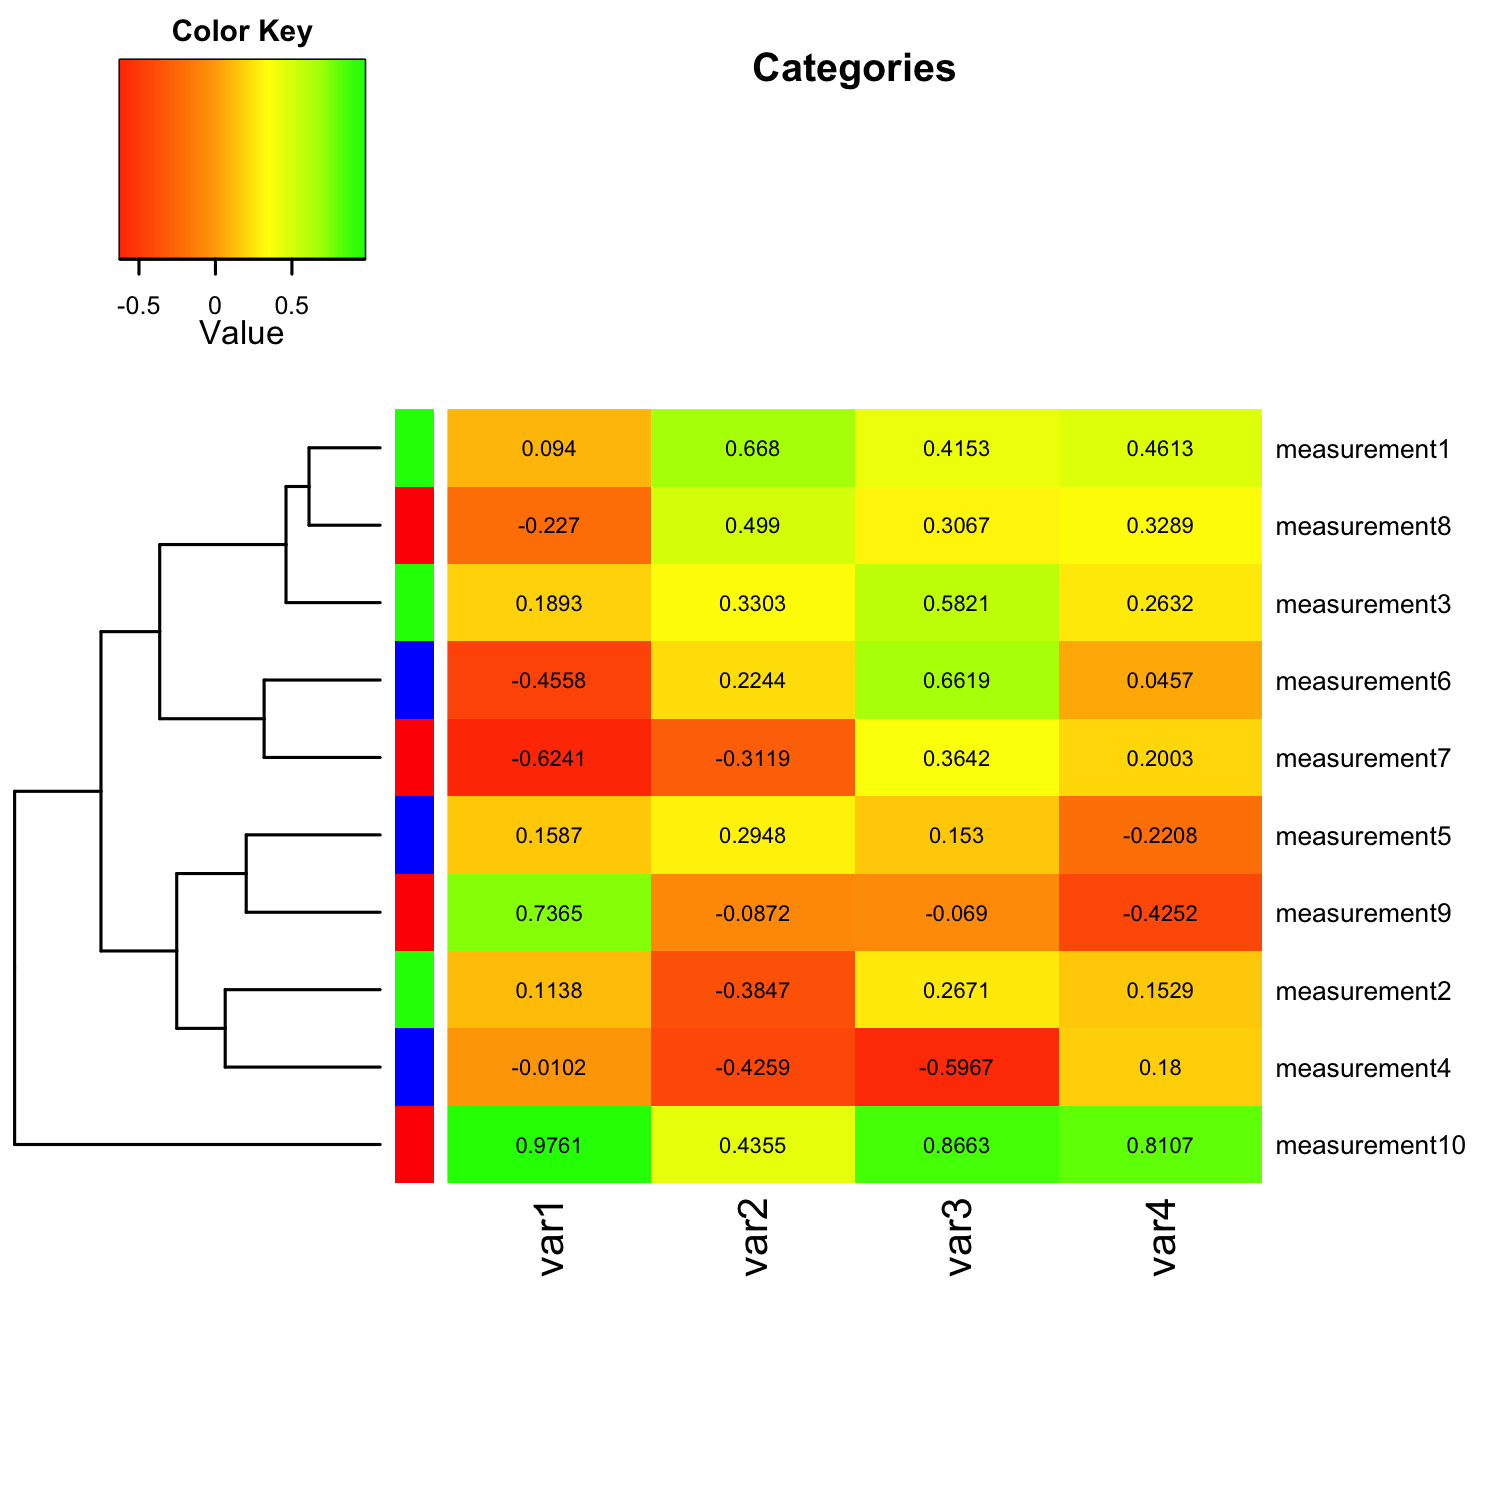 Color Key
Categories
-0.5 0 0.5
Value
0.094 0.668 0.4153 0.4613 measurement1
-0.227 0.499 0.3067 0.3289 measurement8
0.1893 0.3303 0.5821 0.2632 measurement3
-0.4558 0.2244 0.6619 0.0457 measurement6
-0.6241 -0.3119 0.3642 0.2003 measurement7
0.1587 0.2948 0.153 -0.2208 measurement5
0.7365 -0.0872 -0.069 -0.4252 measurement9
0.1138 -0.3847 0.2671 0.1529 measurement2
-0.0102 -0.4259 -0.5967 0.18 measurement4
0.9761 0.4355 0.8663 0.8107 measurement10
var1 var2 var3 var4